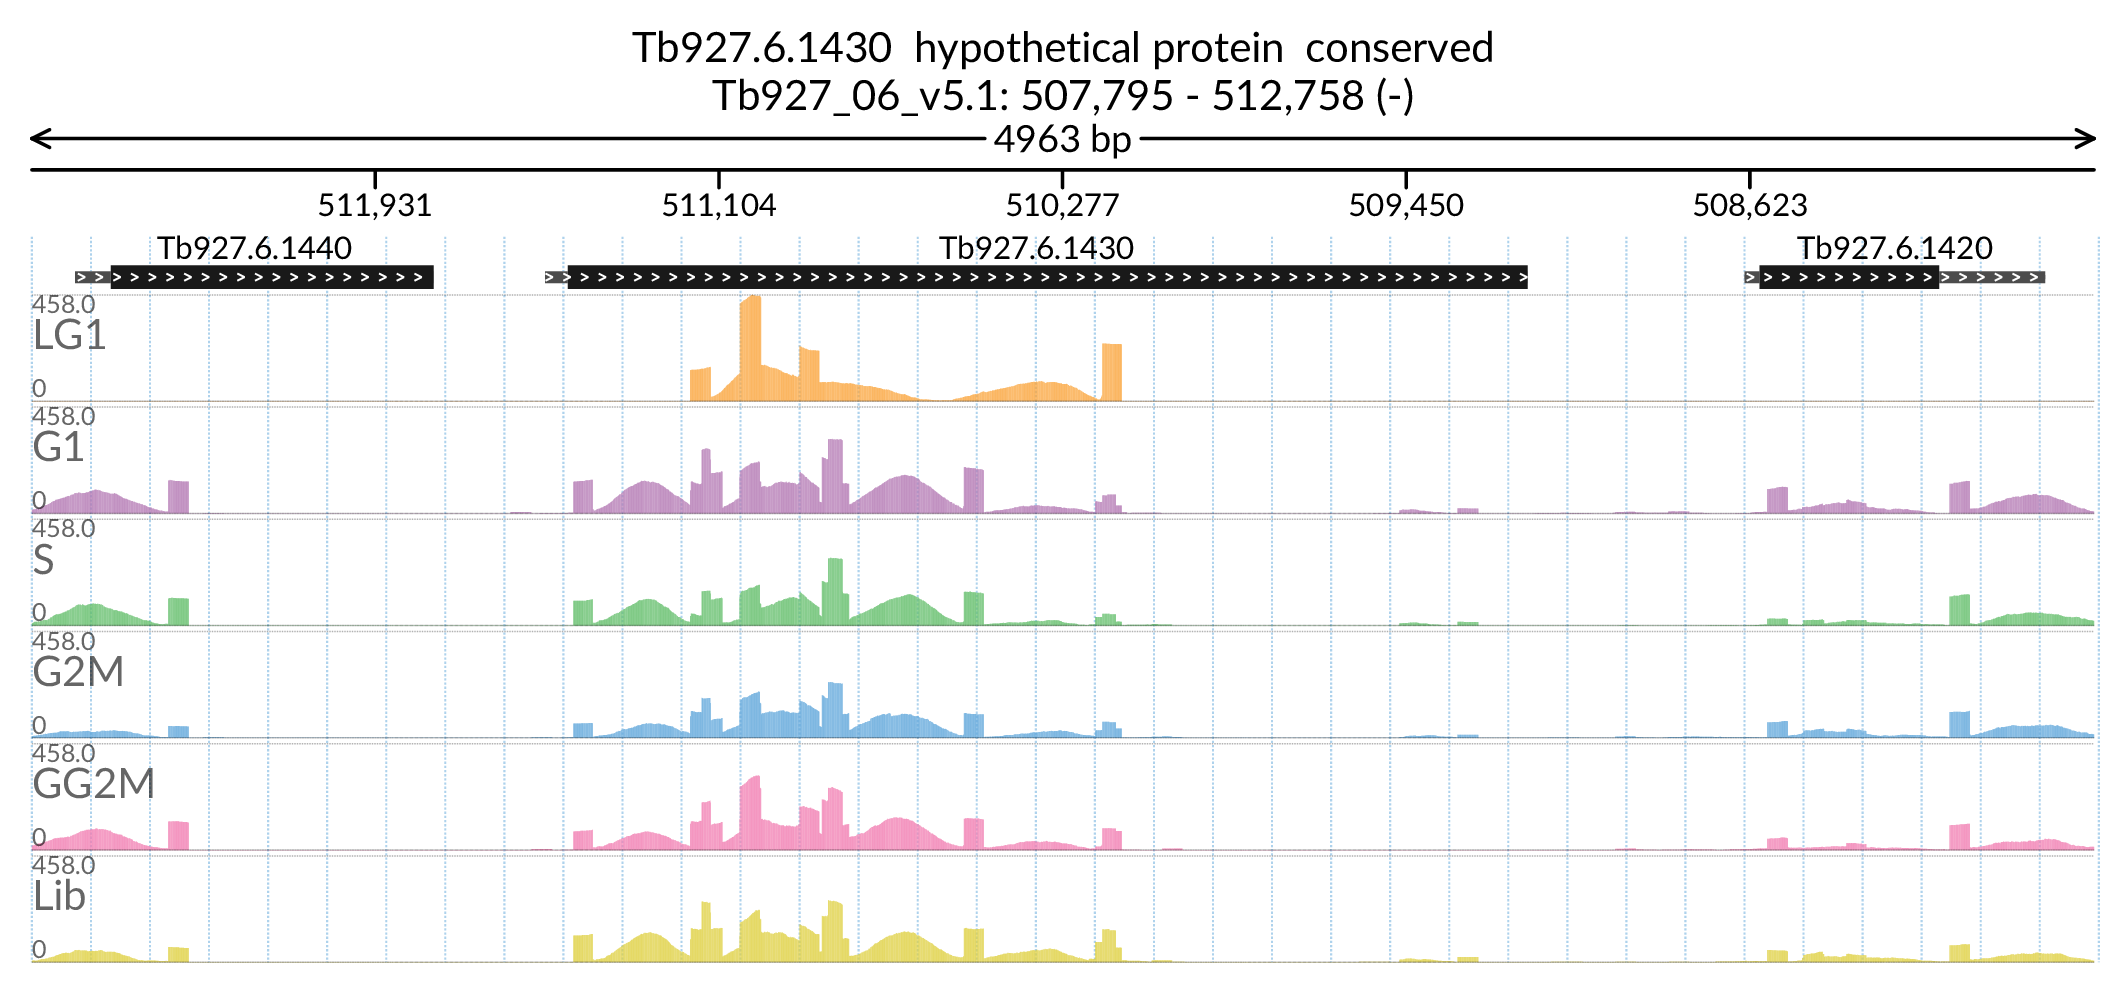 Tb927.6.1430  hypothetical protein  conserved
Tb927_06_v5.1: 507,795 - 512,758 (-)
4963 bp
511,931 511,104 510,277 509,450 508,623
Tb927.6.1440 Tb927.6.1430 Tb927.6.1420
458.0
LG1
0
458.0
G1
0
458.0
S
0
458.0
G2M
0
458.0
GG2M
0
458.0
Lib
0